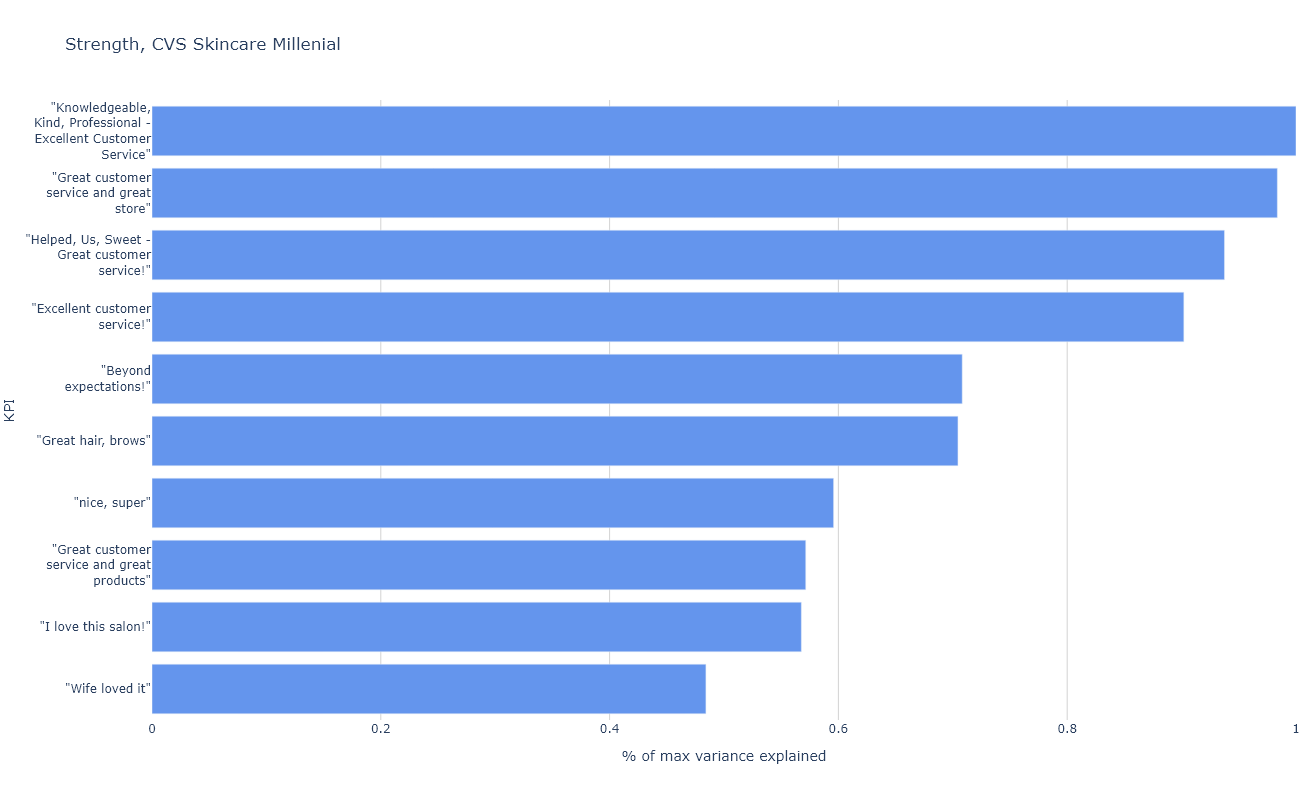 Strength, CVS Skincare Millenial
"Knowledgeable,
Kind, Professional -
Excellent Customer
Service"
"Great customer
service and great
store"
"Helped, Us, Sweet -
Great customer
service!"
"Excellent customer
service!"
"Beyond
expectations!"
"Great hair, brows"
"nice, super"
"Great customer
service and great
products"
"I love this salon!"
"Wife loved it"
KPI
0 0.2 0.4 0.6 0.8 1
% of max variance explained